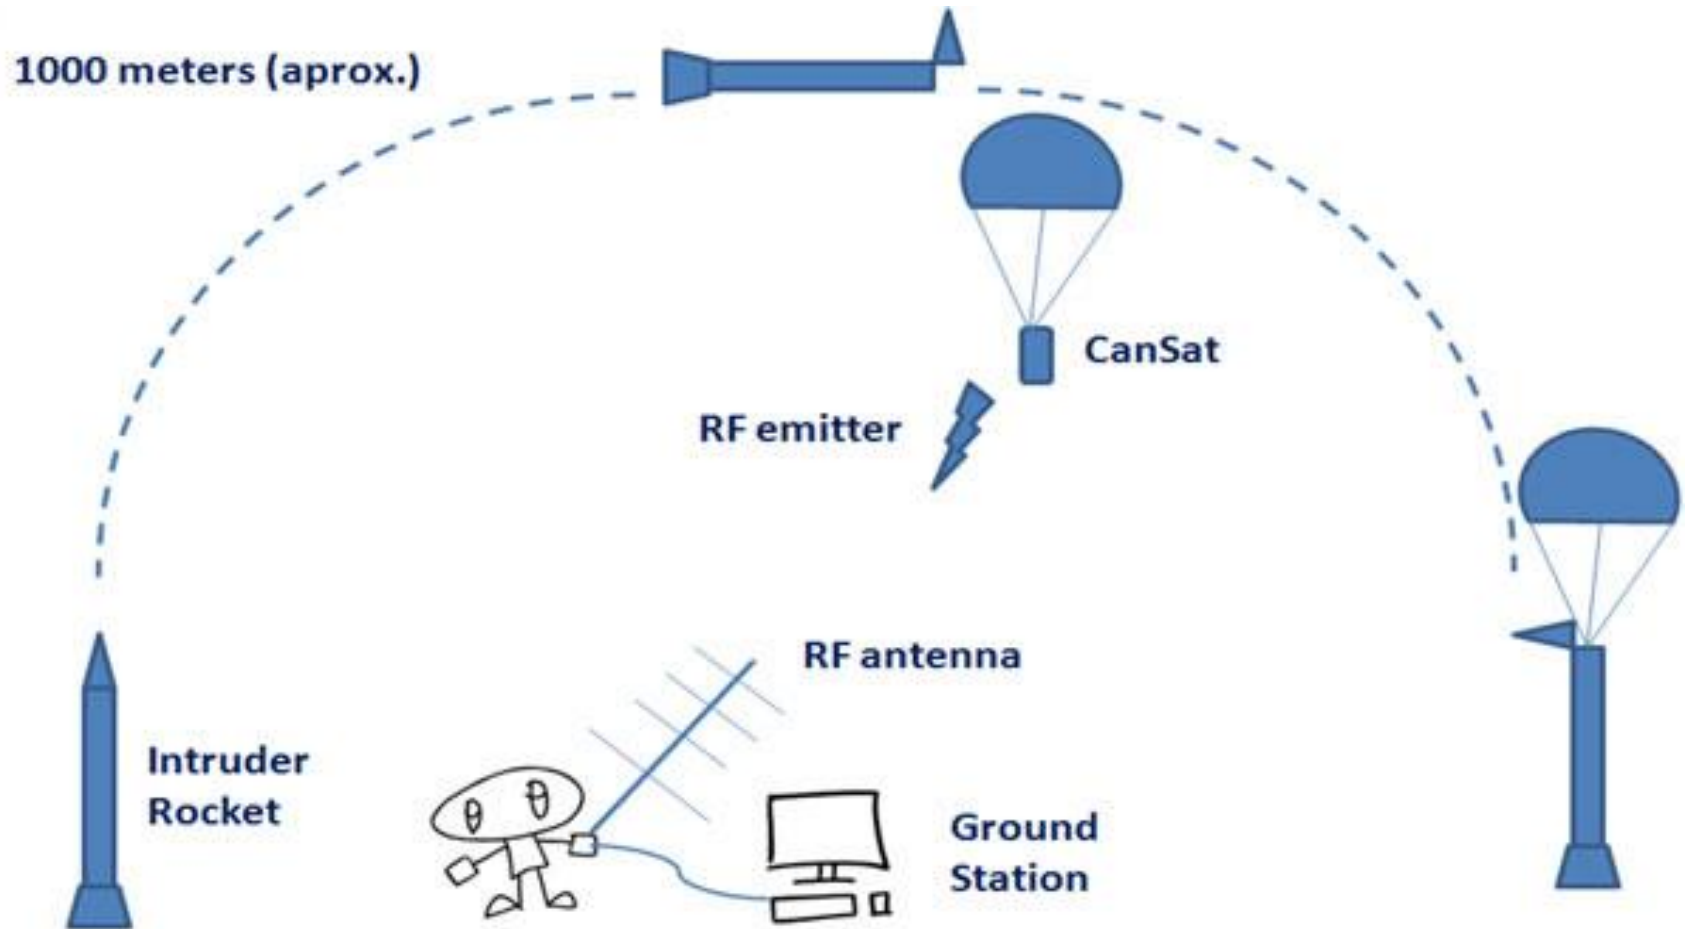 1000 meters (aprox.)
CanSat
RF emitter
RF antenna
Intruder
Rocket
Ground
Station